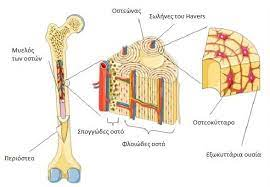 Οστεώνας
Σωλήνες του Havers
Μυελός
των οστών
Οστεοκύτταρο
Σπογγώδες οστό
Φλοιώδες οστό
Περιόστεο
Εξωκυττάρια ουσία